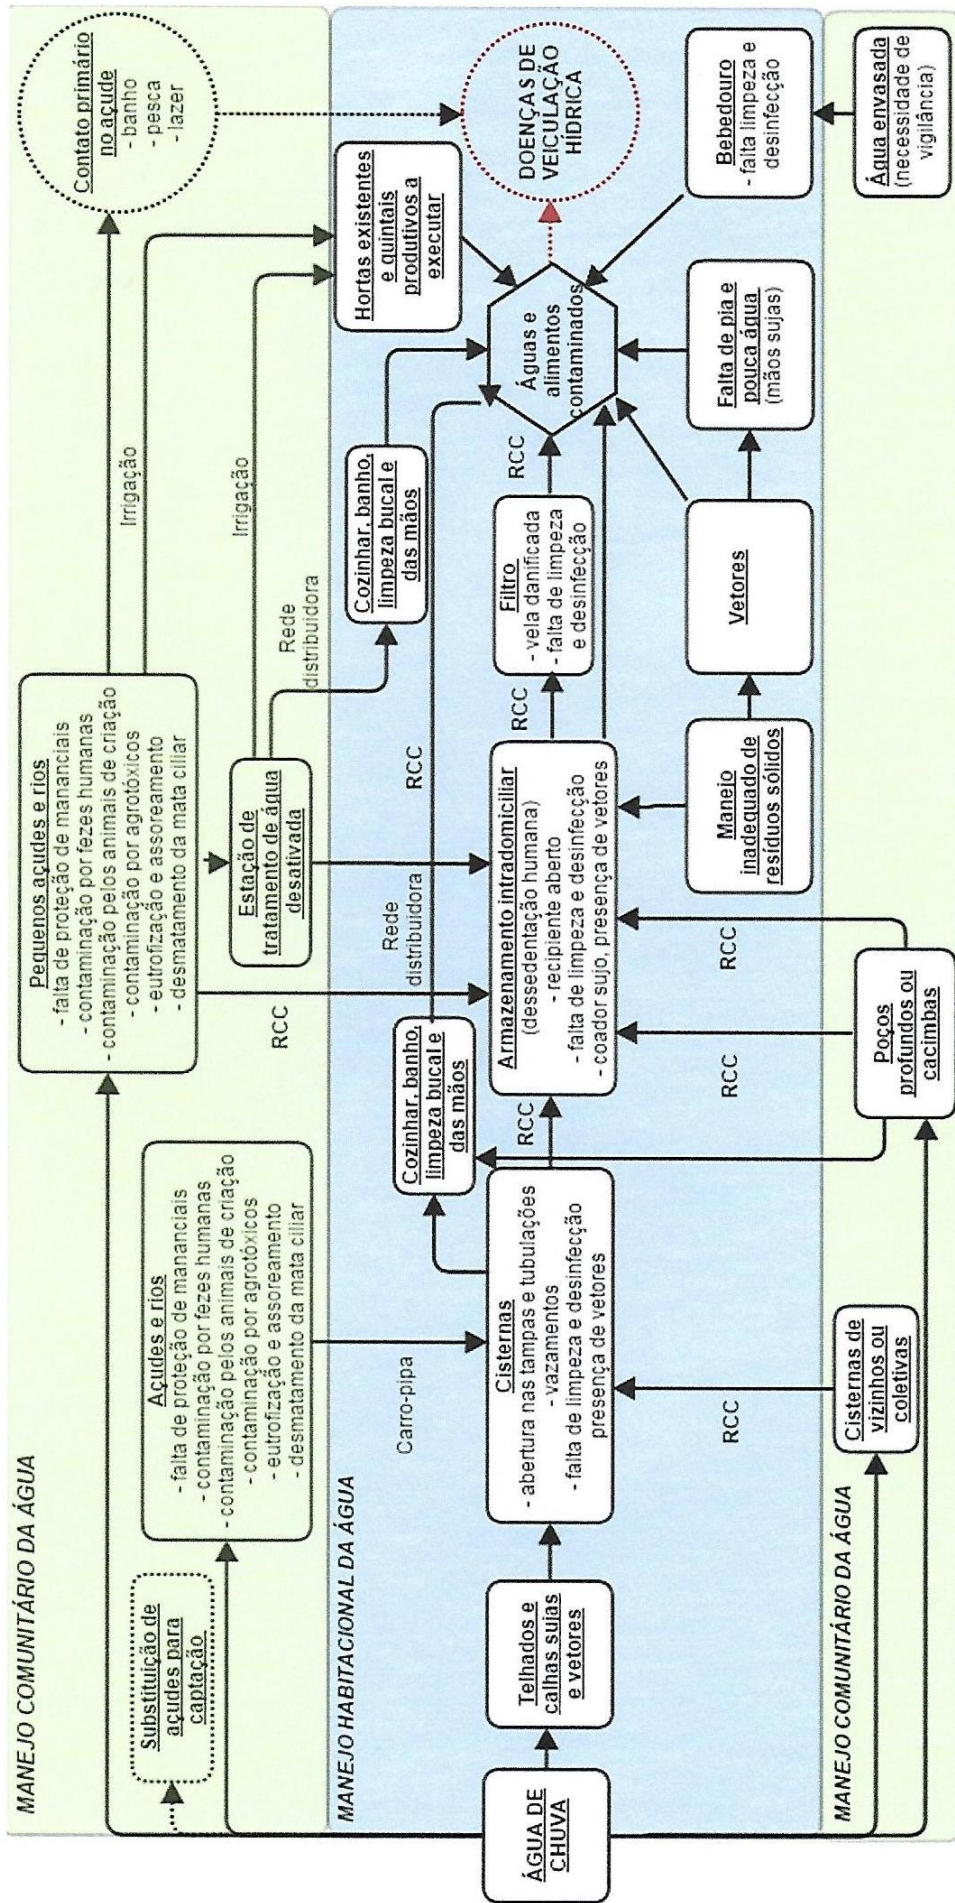 MANEJO COMUNITÁRIO DA ÁGUA
Substituição de
açudes para
captação
Açudes e rios
- falta de proteção de mananciais
- contaminação por fezes humanas
- contaminação pelos animais de criação
- contaminação por agrotóxicos
- eutrofização e assoreamento
- desmatamento da mata ciliar
Pequenos açudes e rios
- falta de proteção de mananciais
- contaminação por fezes humanas
- contaminação pelos animais de criação
- contaminação por agrotóxicos
- eutrofização e assoreamento
- desmatamento da mata ciliar
Contato primário
no açude
- banho
- pesca
- lazer
Irrigação
Estação de
tratamento de água
desativada
Irrigação
Rede
distribuidora
RCC
MANEJO HABITACIONAL DA ÁGUA
Hortas existentes
e quintais
produtivos a
executar
Cozinhar, banho,
limpeza bucal e
das mãos
Carro-pipa
Cozinhar, banho,
limpeza bucal e
das mãos
Rede
distribuidora
RCC
ÁGUA DE
CHUVA
Telhados e
calhas sujas
e vetores
Cisternas
- abertura nas tampas e tubulações
- vazamentos
- falta de limpeza e desinfecção
presença de vetores
RCC
Armazenamento intradomiciliar
(dessedentação humana)
- recipiente aberto
- falta de limpeza e desinfecção
- coador sujo, presença de vetores
RCC
Filtro
- vela danificada
- falta de limpeza
e desinfecção
RCC
Águas e
alimentos
contaminados
DOENÇAS DE
VEICULAÇÃO
HÍDRICA
RCC
RCC
RCC
Manejo
inadequado de
resíduos sólidos
Vetores
Falta de pia e
pouca água
(mãos sujas)
Bebedouro
- falta limpeza e
desinfecção
MANEJO COMUNITÁRIO DA ÁGUA
Cisternas de
vizinhos ou
coletivas
Poços
profundos ou
cacimbas
Água envasada
(necessidade de
vigilância)